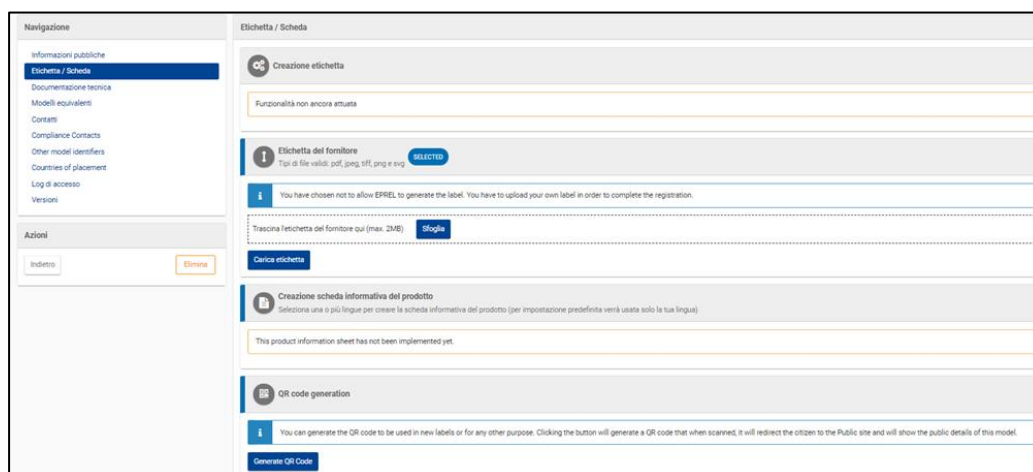 Navigazione
Informazioni pubbliche
Etichetta / Scheda
Documentazione tecnica
Modelli equivalenti
Contatti
Compliance Contacts
Other model identifiers
Countries of placement
Log di accesso
Versioni
Azioni
Indietro
Elimina
Etichetta / Scheda
Creazione etichetta
Funzionalità non ancora attuata
Etichetta del fornitore
Tipi di file validi: pdf, jpeg, tiff, png e svg
SELECTED
You have chosen not to allow EPREL to generate the label. You have to upload your own label in order to complete the registration.
Trascina l'etichetta del fornitore qui (max. 2MB)
Sfoglia
Carica etichetta
Creazione scheda informativa del prodotto
Seleziona una o più lingue per creare la scheda informativa del prodotto (per impostazione predefinita verrà usata solo la tua lingua)
This product information sheet has not been implemented yet.
QR code generation
You can generate the QR code to be used in new labels or for any other purpose. Clicking the button will generate a QR code that when scanned, it will redirect the citizen to the Public site and will show the public details of this model.
Generate QR Code